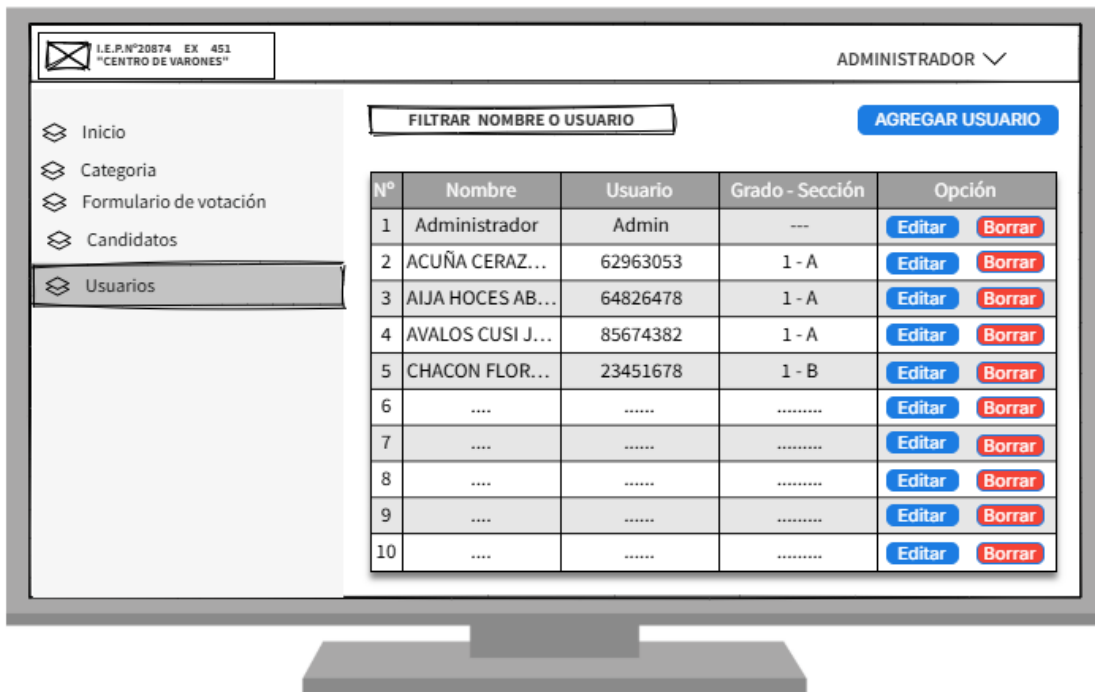 I.E.P.Nº20874 EX 451
"CENTRO DE VARONES"
ADMINISTRADOR
Inicio
Categoria
Formulario de votación
Candidatos
Usuarios
FILTRAR NOMBRE O USUARIO
AGREGAR USUARIO
Nº Nombre Usuario Grado - Sección Opción
1 Administrador Admin --- Editar Borrar
2 ACUÑA CERAZ... 62963053 1 - A Editar Borrar
3 AIJA HOCES AB... 64826478 1 - A Editar Borrar
4 AVALOS CUSI J... 85674382 1 - A Editar Borrar
5 CHACON FLOR... 23451678 1 - B Editar Borrar
6 .... ...... ......... Editar Borrar
7 .... ...... ......... Editar Borrar
8 .... ...... ......... Editar Borrar
9 .... ...... ......... Editar Borrar
10 .... ...... ......... Editar Borrar